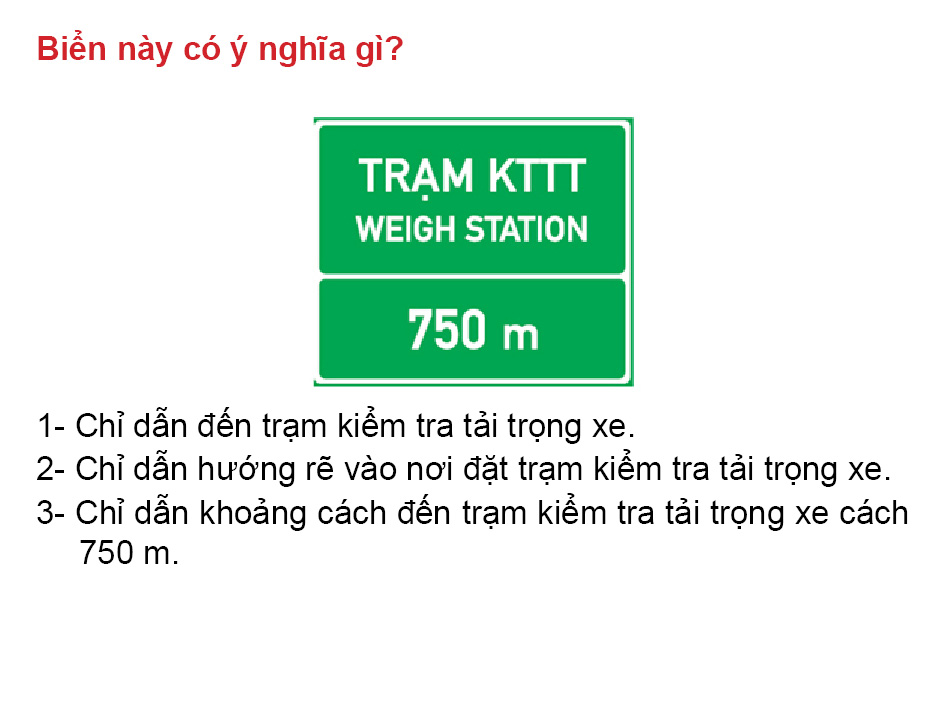 Biển này có ý nghĩa gì?
TRẠM KTTT
WEIGH STATION
750 m
1- Chỉ dẫn đến trạm kiểm tra tải trọng xe.
2- Chỉ dẫn hướng rẽ vào nơi đặt trạm kiểm tra tải trọng xe.
3- Chỉ dẫn khoảng cách đến trạm kiểm tra tải trọng xe cách
750 m.